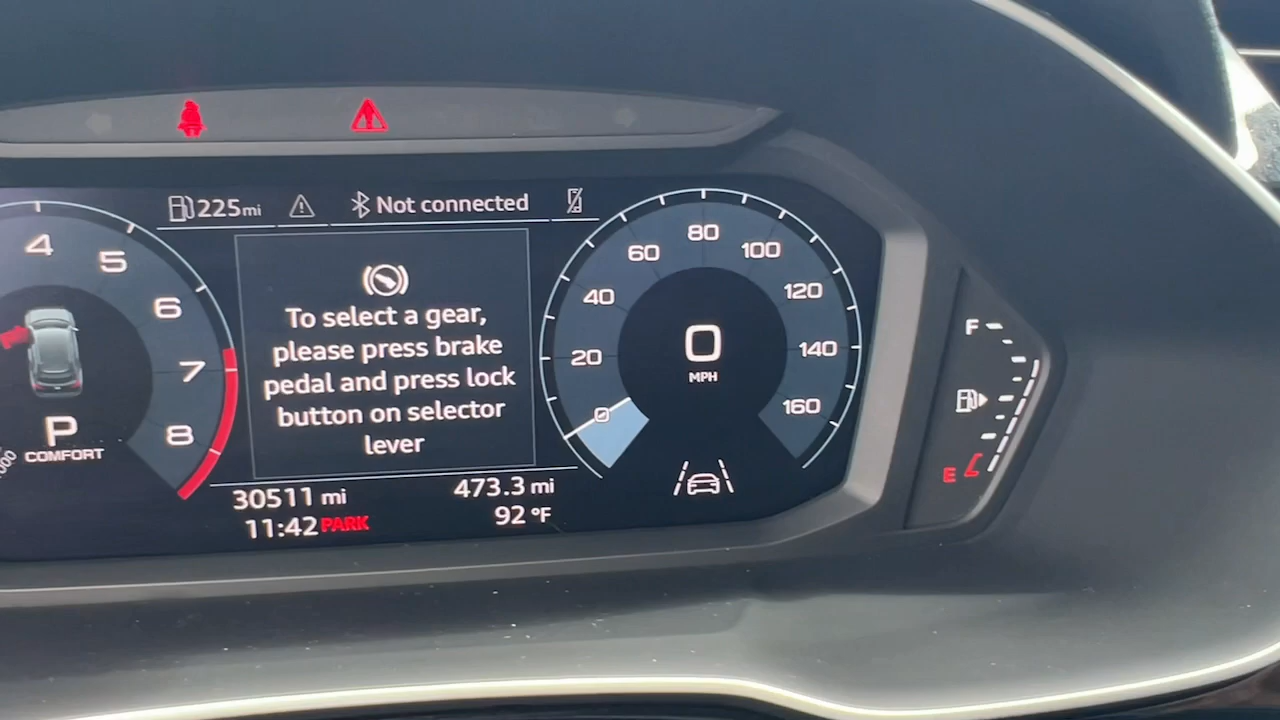 225mi
Not connected
4
5
6
7
8
P
COMFORT
To select a gear,
please press brake
pedal and press lock
button on selector
lever
30511 mi
473.3 mi
11:42 PARK
92 °F
0
20
40
60
80
100
120
140
160
0
MPH
F
E